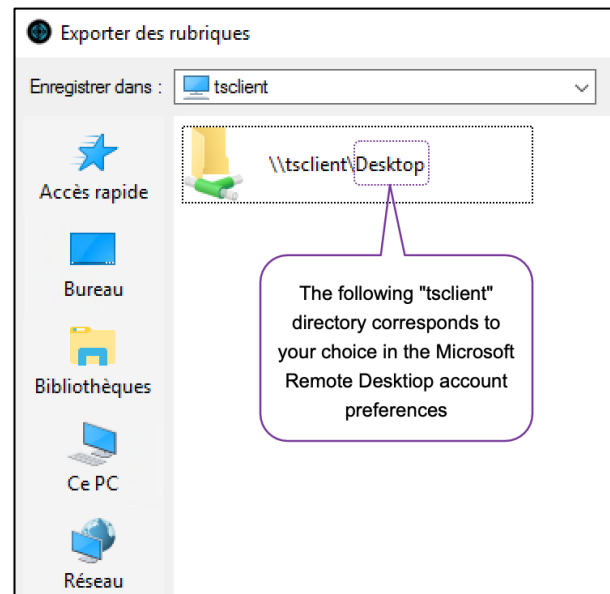 Exporter des rubriques
Enregistrer dans :
tsclient
Accès rapide
\\tsclient\Desktop
Bureau
The following "tsclient"
directory corresponds to
your choice in the Microsoft
Remote Desktiop account
preferences
Bibliothèques
Ce PC
Réseau